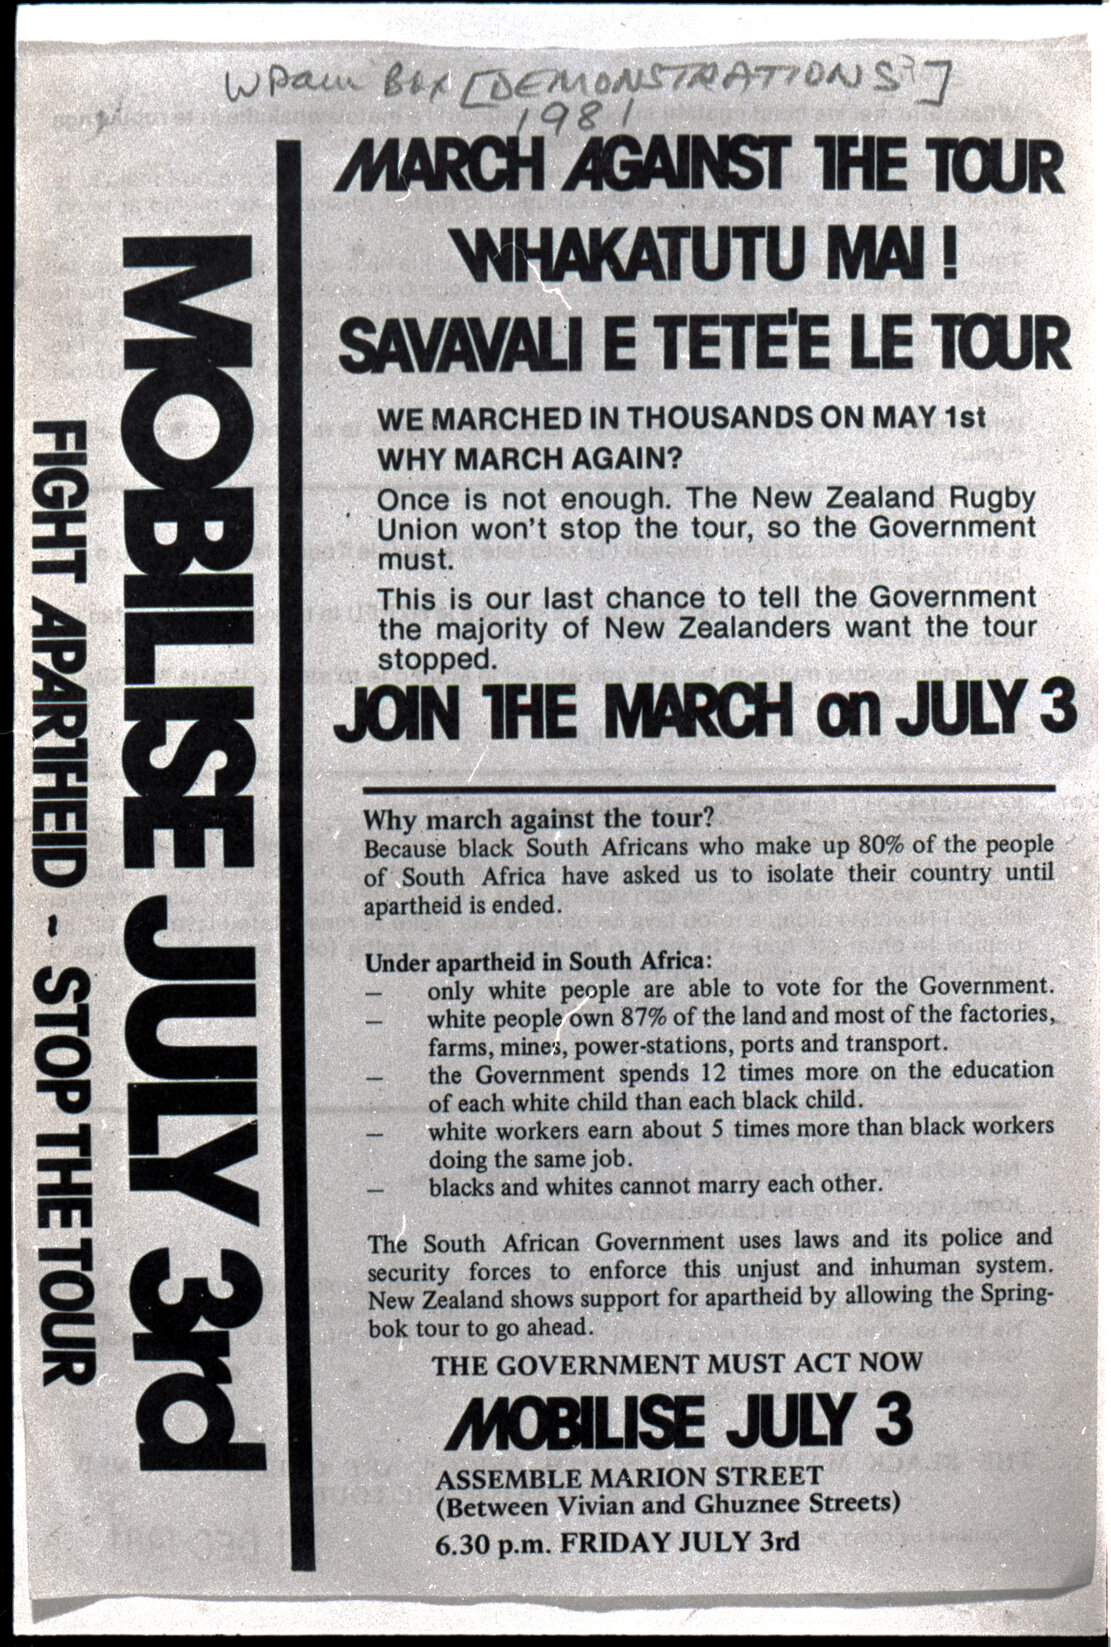 [DEMONSTRATIONS]
1981
MARCH AGAINST THE TOUR
WHAKATUTU MAI !
SAVAVALI E TETE'E LE TOUR
WE MARCHED IN THOUSANDS ON MAY 1st
WHY MARCH AGAIN?
Once is not enough. The New Zealand Rugby
Union won't stop the tour, so the Government
must.
This is our last chance to tell the Government
the majority of New Zealanders want the tour
stopped.
JOIN THE MARCH on JULY 3
Why march against the tour?
Because black South Africans who make up 80% of the people
of South Africa have asked us to isolate their country until
apartheid is ended.
Under apartheid in South Africa:
— only white people are able to vote for the Government.
— white people own 87% of the land and most of the factories,
farms, mines, power-stations, ports and transport.
— the Government spends 12 times more on the education
of each white child than each black child.
— white workers earn about 5 times more than black workers
doing the same job.
— blacks and whites cannot marry each other.
The South African Government uses laws and its police and
security forces to enforce this unjust and inhuman system.
New Zealand shows support for apartheid by allowing the Spring-
bok tour to go ahead.
THE GOVERNMENT MUST ACT NOW
MOBILISE JULY 3
ASSEMBLE MARION STREET
(Between Vivian and Ghuznee Streets)
6.30 p.m. FRIDAY JULY 3rd
MOBILISE JULY 3rd
FIGHT APARTHEID ~ STOP THE TOUR